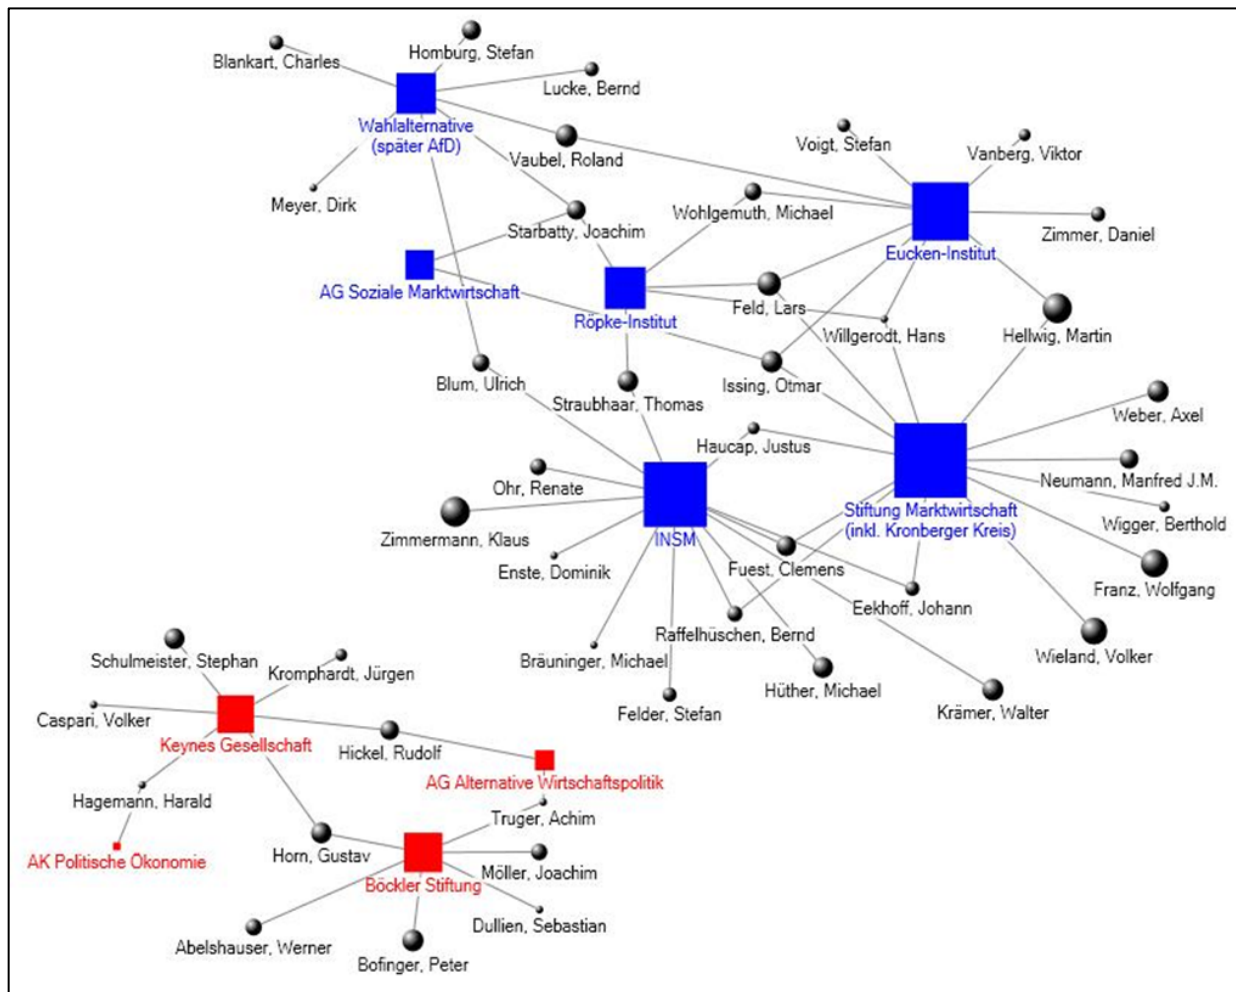 Homburg, Stefan
Blankart, Charles
Lucke, Bernd
Wahlalternative
(später AfD)
Vaubel, Roland
Voigt, Stefan
Vanberg, Viktor
Meyer, Dirk
Wohlgemuth, Michael
Starbatty, Joachim
Zimmer, Daniel
Eucken-Institut
AG Soziale Marktwirtschaft
Röpke-Institut
Feld, Lars
Willgerodt, Hans
Hellwig, Martin
Blum, Ulrich
Straubhaar, Thomas
Issing, Otmar
Weber, Axel
Haucap, Justus
Ohr, Renate
Neumann, Manfred J.M.
Stiftung Marktwirtschaft
(inkl. Kronberger Kreis)
Wigger, Berthold
Zimmermann, Klaus
INSM
Enste, Dominik
Fuest, Clemens
Franz, Wolfgang
Eekhoff, Johann
Raffelhüschen, Bernd
Bräuninger, Michael
Wieland, Volker
Schulmeister, Stephan
Kromphardt, Jürgen
Hüther, Michael
Felder, Stefan
Krämer, Walter
Caspari, Volker
Keynes Gesellschaft
Hickel, Rudolf
AG Alternative Wirtschaftspolitik
Hagemann, Harald
Truger, Achim
AK Politische Ökonomie
Horn, Gustav
Möller, Joachim
Böckler Stiftung
Dullien, Sebastian
Abelshauser, Werner
Bofinger, Peter